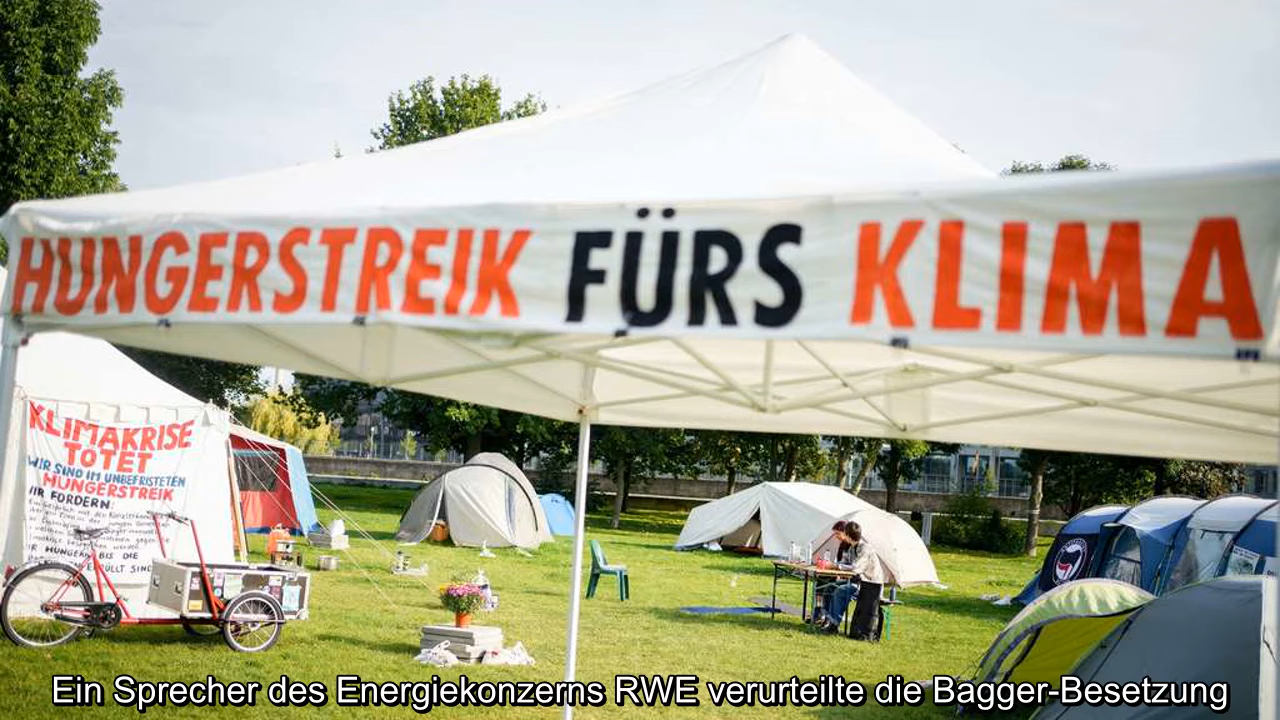 HUNGERSTREIK FÜRS KLIMA
KLIMAKRISE
TÖTET
WIR SIND IM UNBEFRISTETEN
HUNGERSTREIK
WIR FORDERN:
Ein Sprecher des Energiekonzerns RWE verurteilte die Bagger-Besetzung